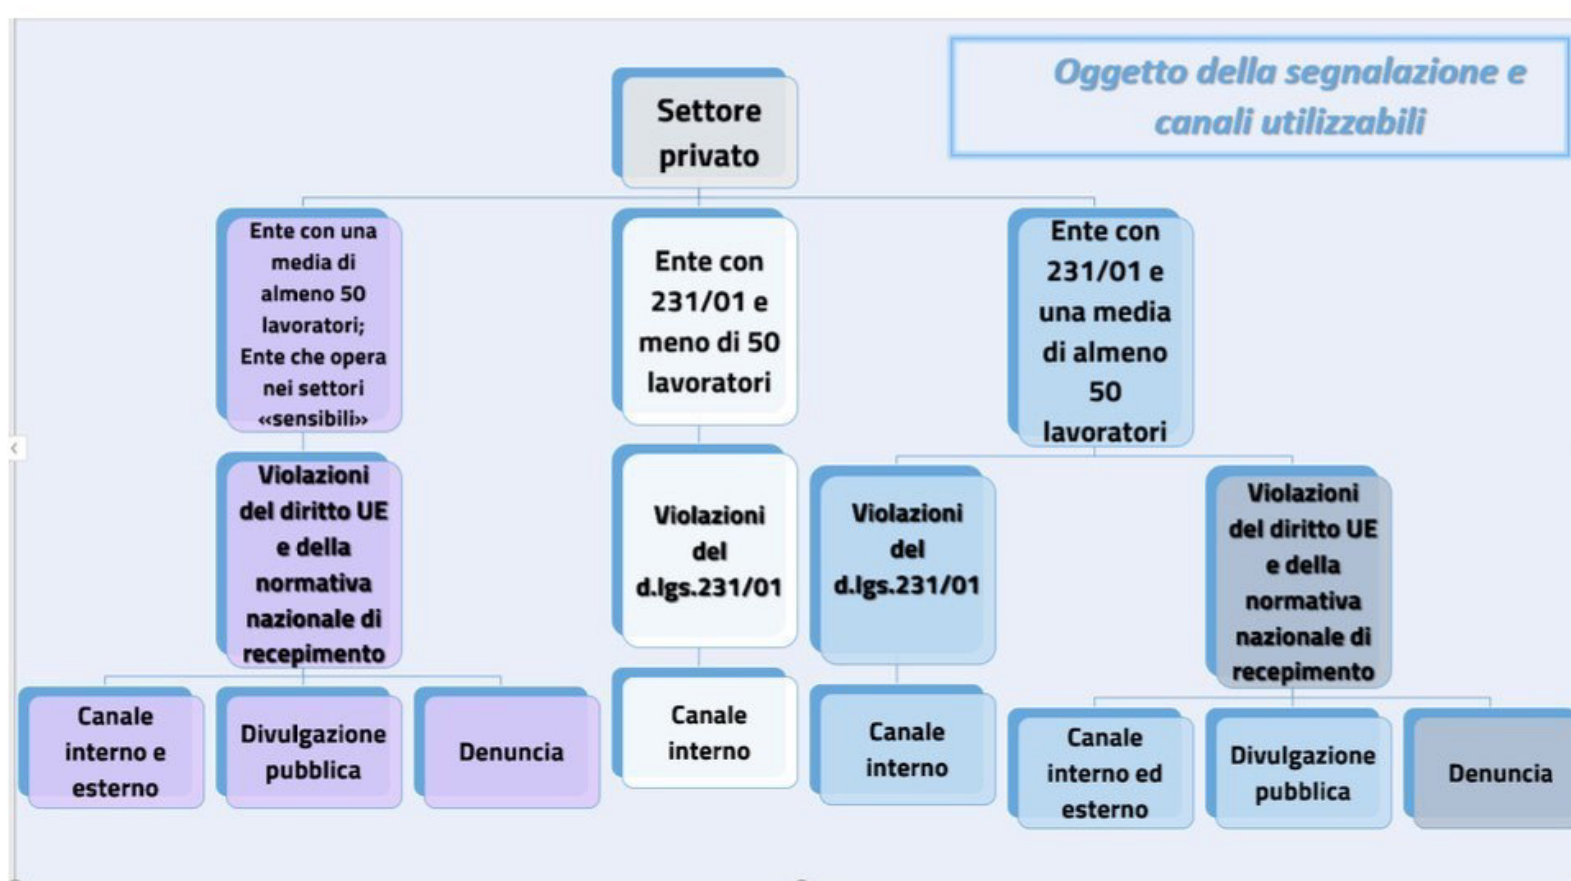 Oggetto della segnalazione e
canali utilizzabili
Settore
privato
Ente con una
media di
almeno 50
lavoratori;
Ente che opera
nei settori
«sensibili»
Ente con
231/01 e
meno di 50
lavoratori
Ente con
231/01 e
una media
di almeno
50
lavoratori
Violazioni
del diritto UE
e della
normativa
nazionale di
recepimento
Violazioni
del
d.lgs.231/01
Violazioni
del
d.lgs.231/01
Violazioni
del diritto UE
e della
normativa
nazionale di
recepimento
Canale
interno e
esterno
Divulgazione
pubblica
Denuncia
Canale
interno
Canale
interno
Canale
interno ed
esterno
Divulgazione
pubblica
Denuncia